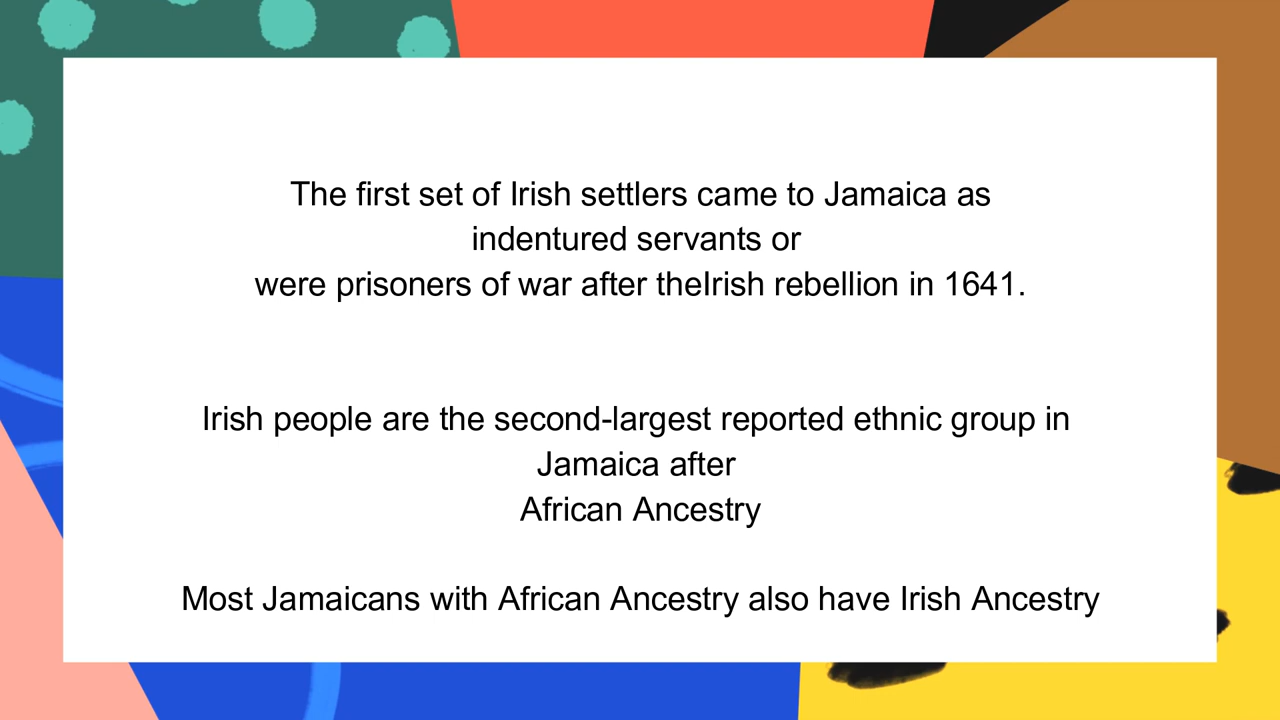 The first set of Irish settlers came to Jamaica as
indentured servants or
were prisoners of war after theIrish rebellion in 1641.
Irish people are the second-largest reported ethnic group in
Jamaica after
African Ancestry
Most Jamaicans with African Ancestry also have Irish Ancestry